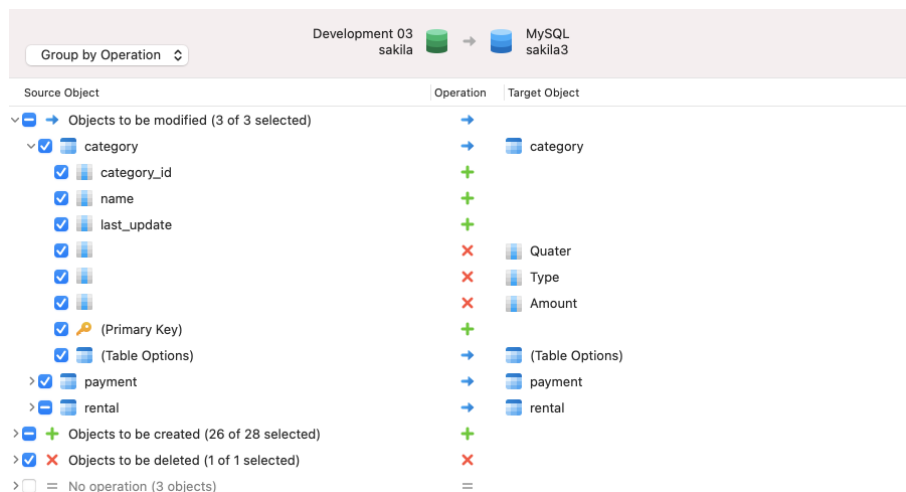 Development 03
sakila
MySQL
sakila3
Group by Operation
Source Object Operation Target Object
Objects to be modified (3 of 3 selected)
category category
category_id
name
last_update
Quater
Type
Amount
(Primary Key)
(Table Options) (Table Options)
payment payment
rental rental
Objects to be created (26 of 28 selected)
Objects to be deleted (1 of 1 selected)
No operation (3 objects)